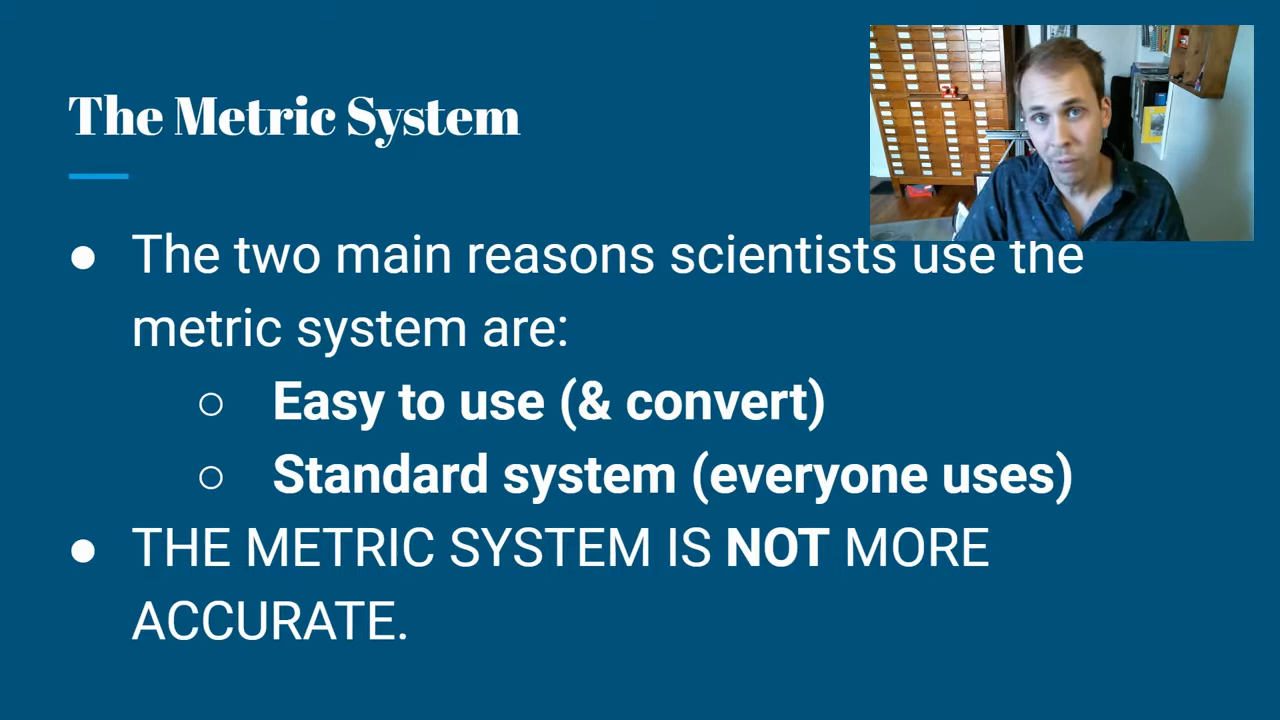 The Metric System
● The two main reasons scientists use the
metric system are:
○ Easy to use (& convert)
○ Standard system (everyone uses)
● THE METRIC SYSTEM IS NOT MORE
ACCURATE.